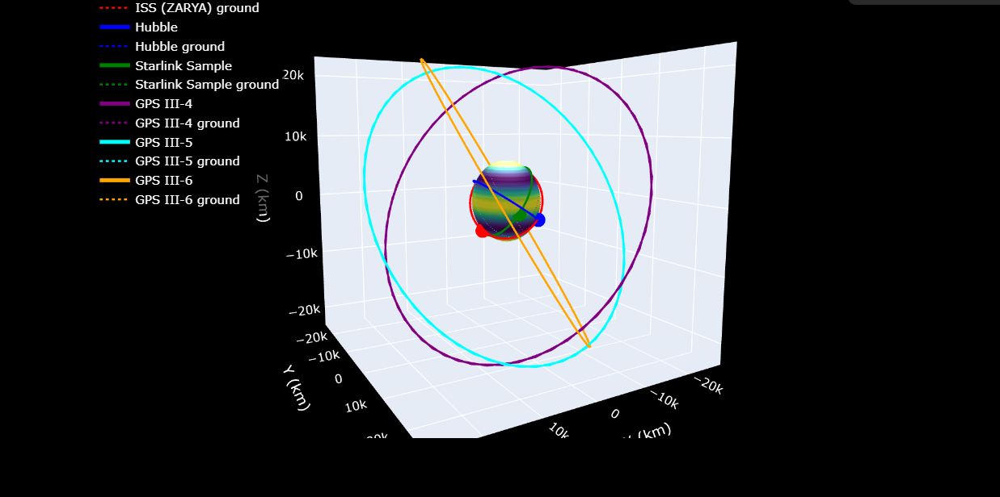 ISS (ZARYA) ground
Hubble
Hubble ground
Starlink Sample
Starlink Sample ground
GPS III-4
GPS III-4 ground
GPS III-5
GPS III-5 ground
GPS III-6
GPS III-6 ground
20k
10k
0
−10k
−20k
Z (km)
−20k
−10k
0
10k
Y (km)
10k
0
−10k
−20k
(km)